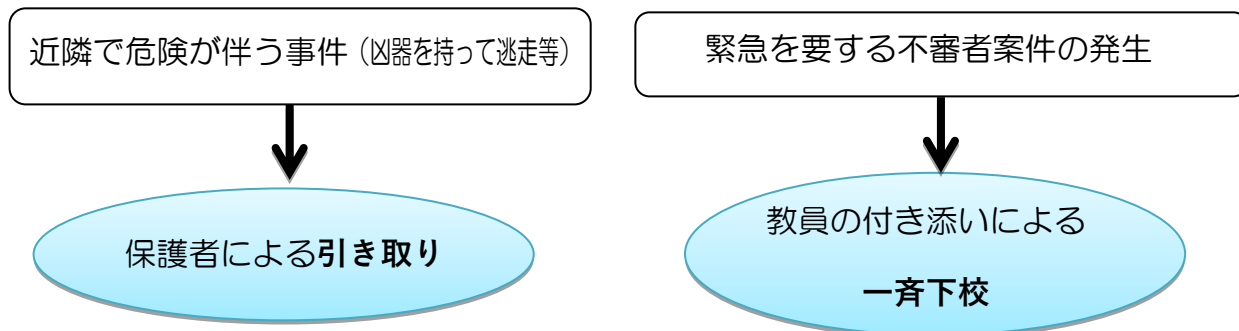 近隣で危険が伴う事件（凶器を持って逃走等）
緊急を要する不審者案件の発生
保護者による引き取り
教員の付き添いによる
一斉下校